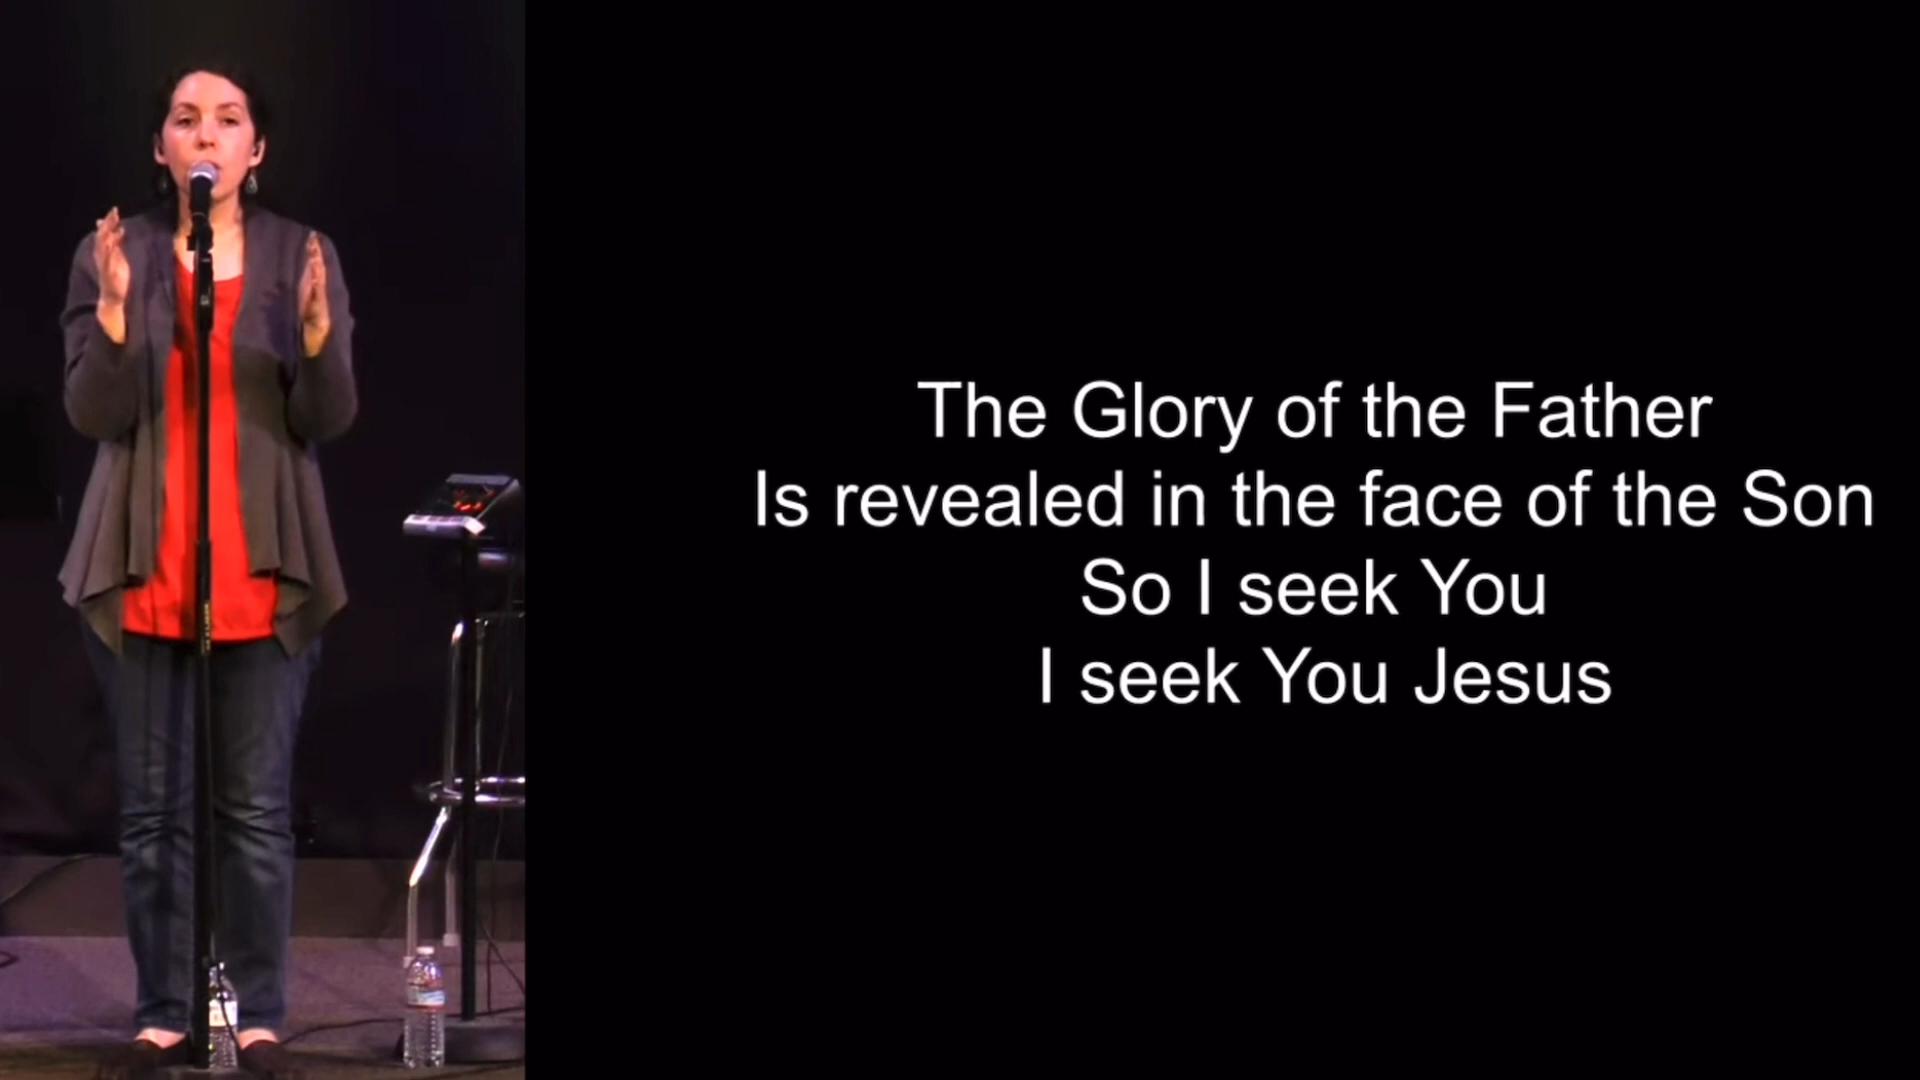 The Glory of the Father
Is revealed in the face of the Son
So I seek You
I seek You Jesus